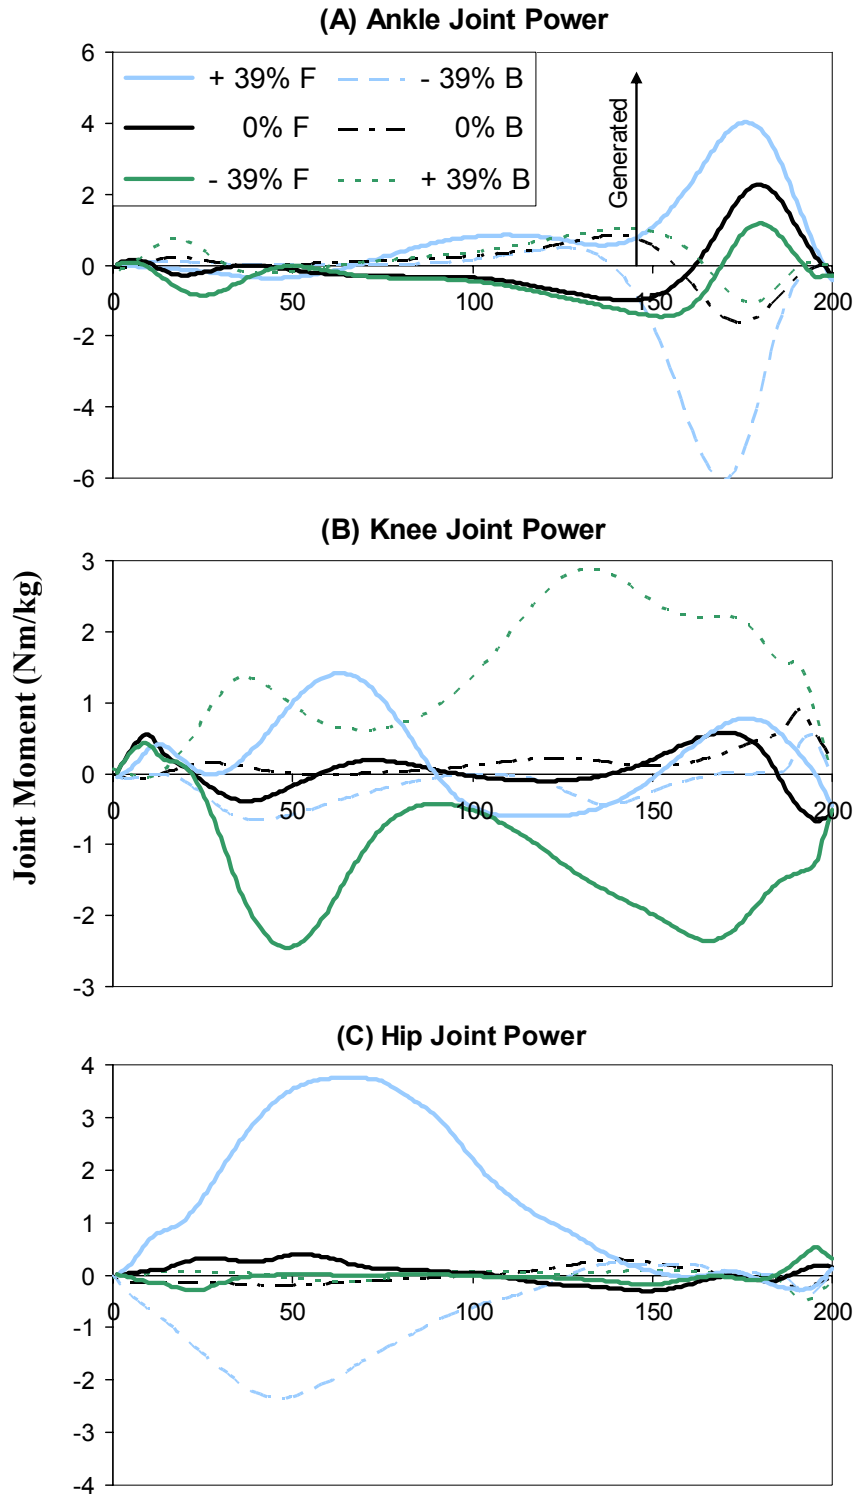 (A) Ankle Joint Power
6
+ 39% F - 39% B
0% F 0% B
- 39% F + 39% B
Generated
4
2
0
0 50 100 150 200
-2
-4
-6
(B) Knee Joint Power
Joint Moment (Nm/kg)
3
2
1
0
0 50 100 150 200
-1
-2
-3
(C) Hip Joint Power
4
3
2
1
0
0 50 100 150 200
-1
-2
-3
-4